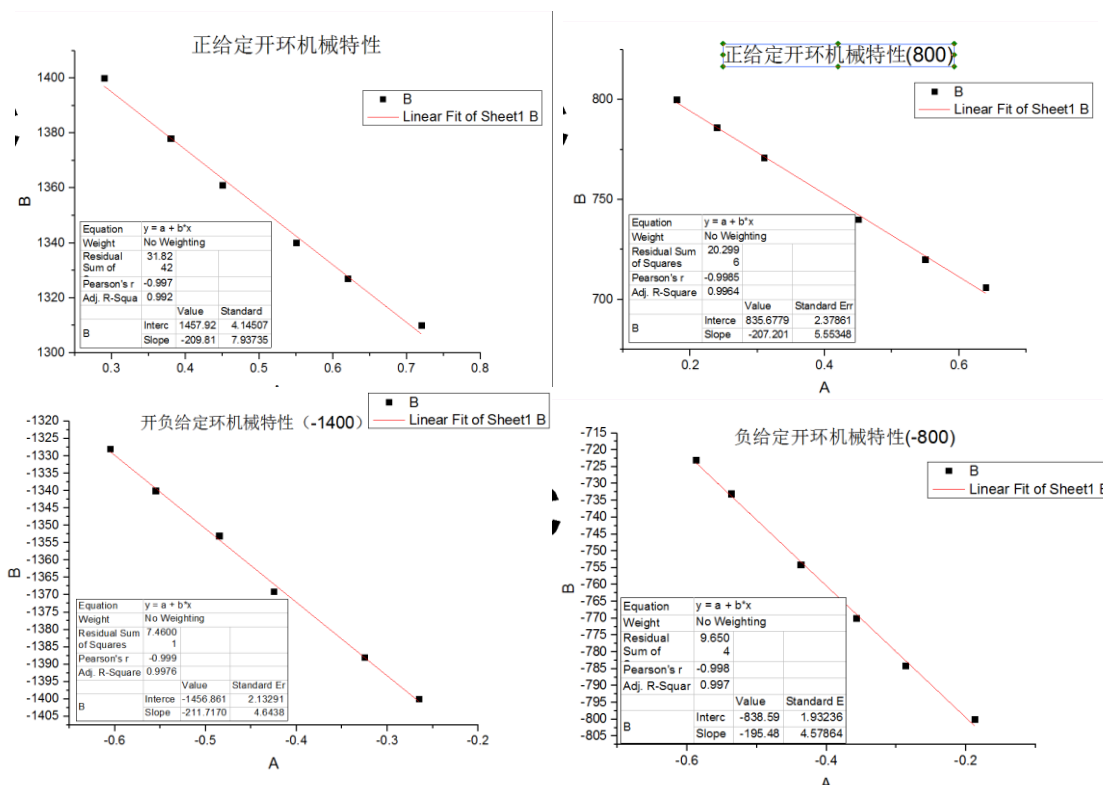 正给定开环机械特性
B
Linear Fit of Sheet1 B
1400
1380
1360
1340
1320
1300
B
Equation y = a + b*x
Weight No Weighting
Residual 31.82
Sum of 42
Pearson's r -0.997
Adj. R-Squa 0.992
Value Standard
B Interc 1457.92 4.14507
Slope -209.81 7.93735
0.3 0.4 0.5 0.6 0.7 0.8
正给定开环机械特性(800)
B
Linear Fit of Sheet1 B
800
750
700
B
Equation y = a + b*x
Weight No Weighting
Residual Sum 20.299
of Squares 6
Pearson's r -0.9985
Adj. R-Square 0.9964
Value Standard Err
B Interce 835.6779 2.37861
Slope -207.201 5.55348
0.2 0.4 0.6
A
开负给定环机械特性（-1400）
B
Linear Fit of Sheet1 B
-1320
-1325
-1330
-1335
-1340
-1345
-1350
-1355
-1360
-1365
-1370
-1375
-1380
-1385
-1390
-1395
-1400
-1405
B
Equation y = a + b*x
Weight No Weighting
Residual Sum 7.4600
of Squares 1
Pearson's r -0.999
Adj. R-Square 0.9976
Value Standard Er
B Interce -1456.861 2.13291
Slope -211.7170 4.6438
-0.6 -0.5 -0.4 -0.3 -0.2
A
负给定开环机械特性(-800)
B
Linear Fit of Sheet1 B
-715
-720
-725
-730
-735
-740
-745
-750
-755
-760
-765
-770
-775
-780
-785
-790
-795
-800
-805
B
Equation y = a + b*x
Weight No Weighting
Residual 9.650
Sum of 4
Pearson's r -0.998
Adj. R-Squar 0.997
Value Standard E
B Interc -838.59 1.93236
Slope -195.48 4.57864
-0.6 -0.4 -0.2
A